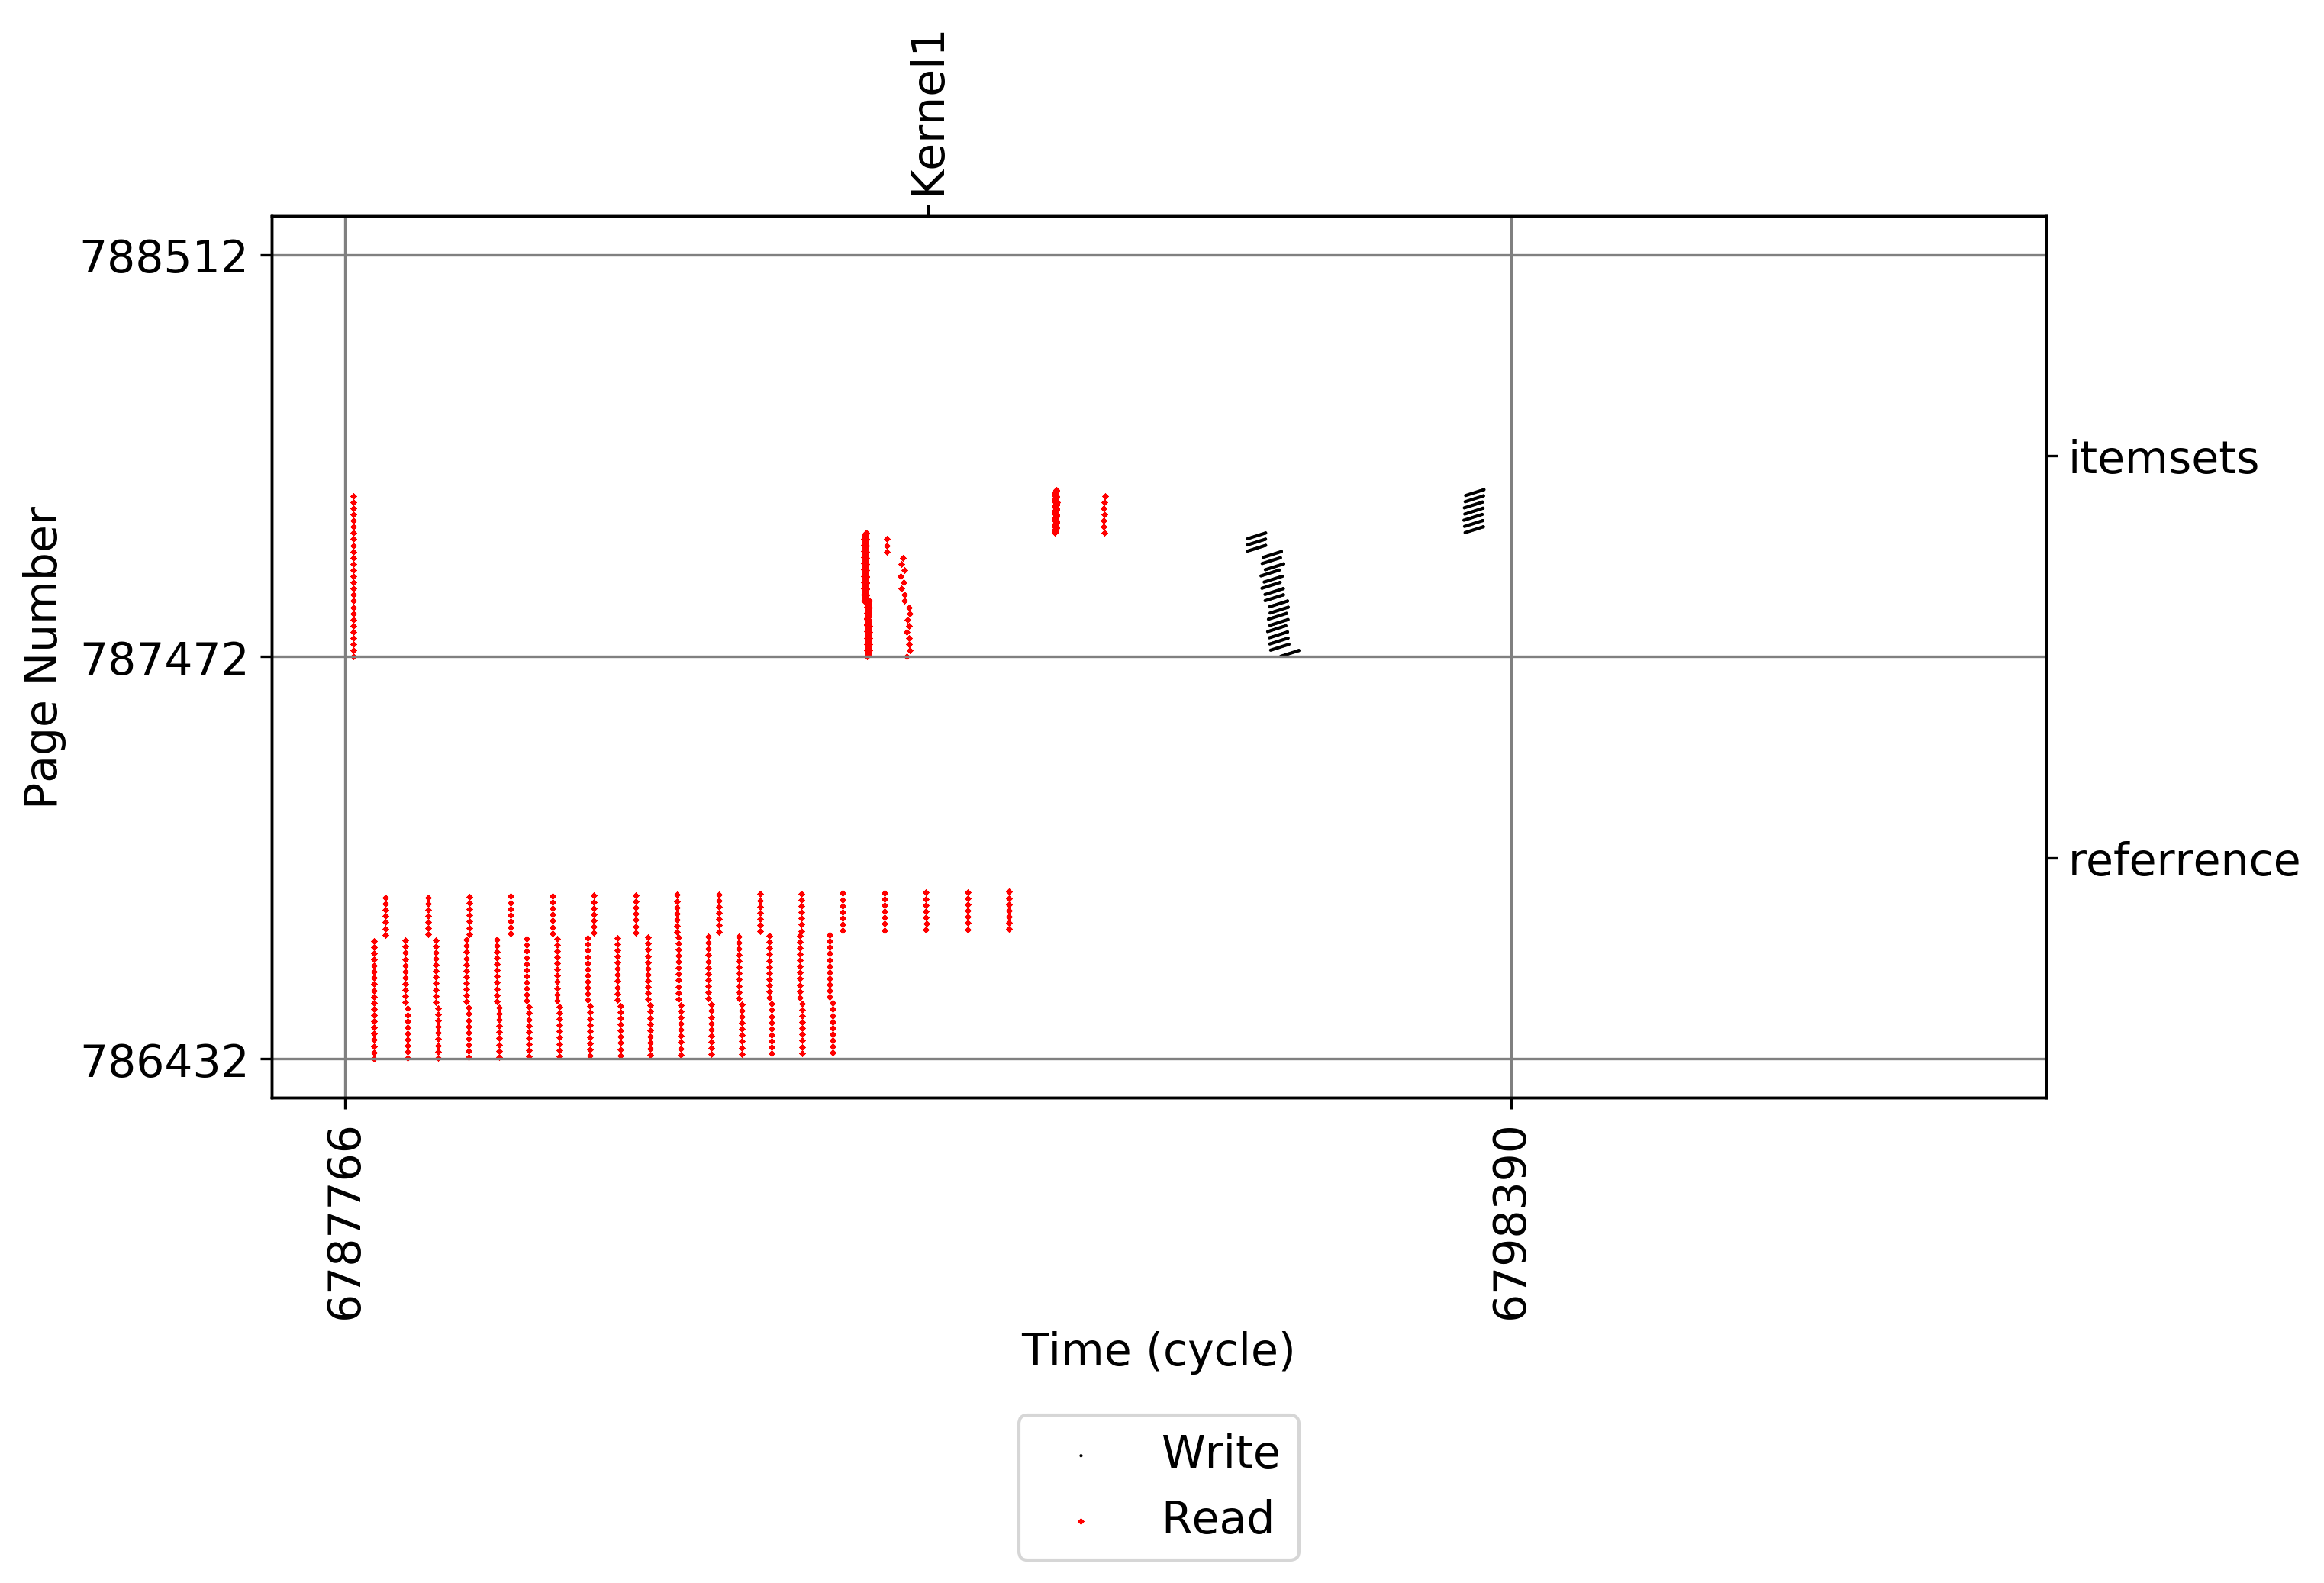 Kernel1
788512
787472
786432
Page Number
itemsets
referrence
6787766
6798390
Time (cycle)
Write
Read